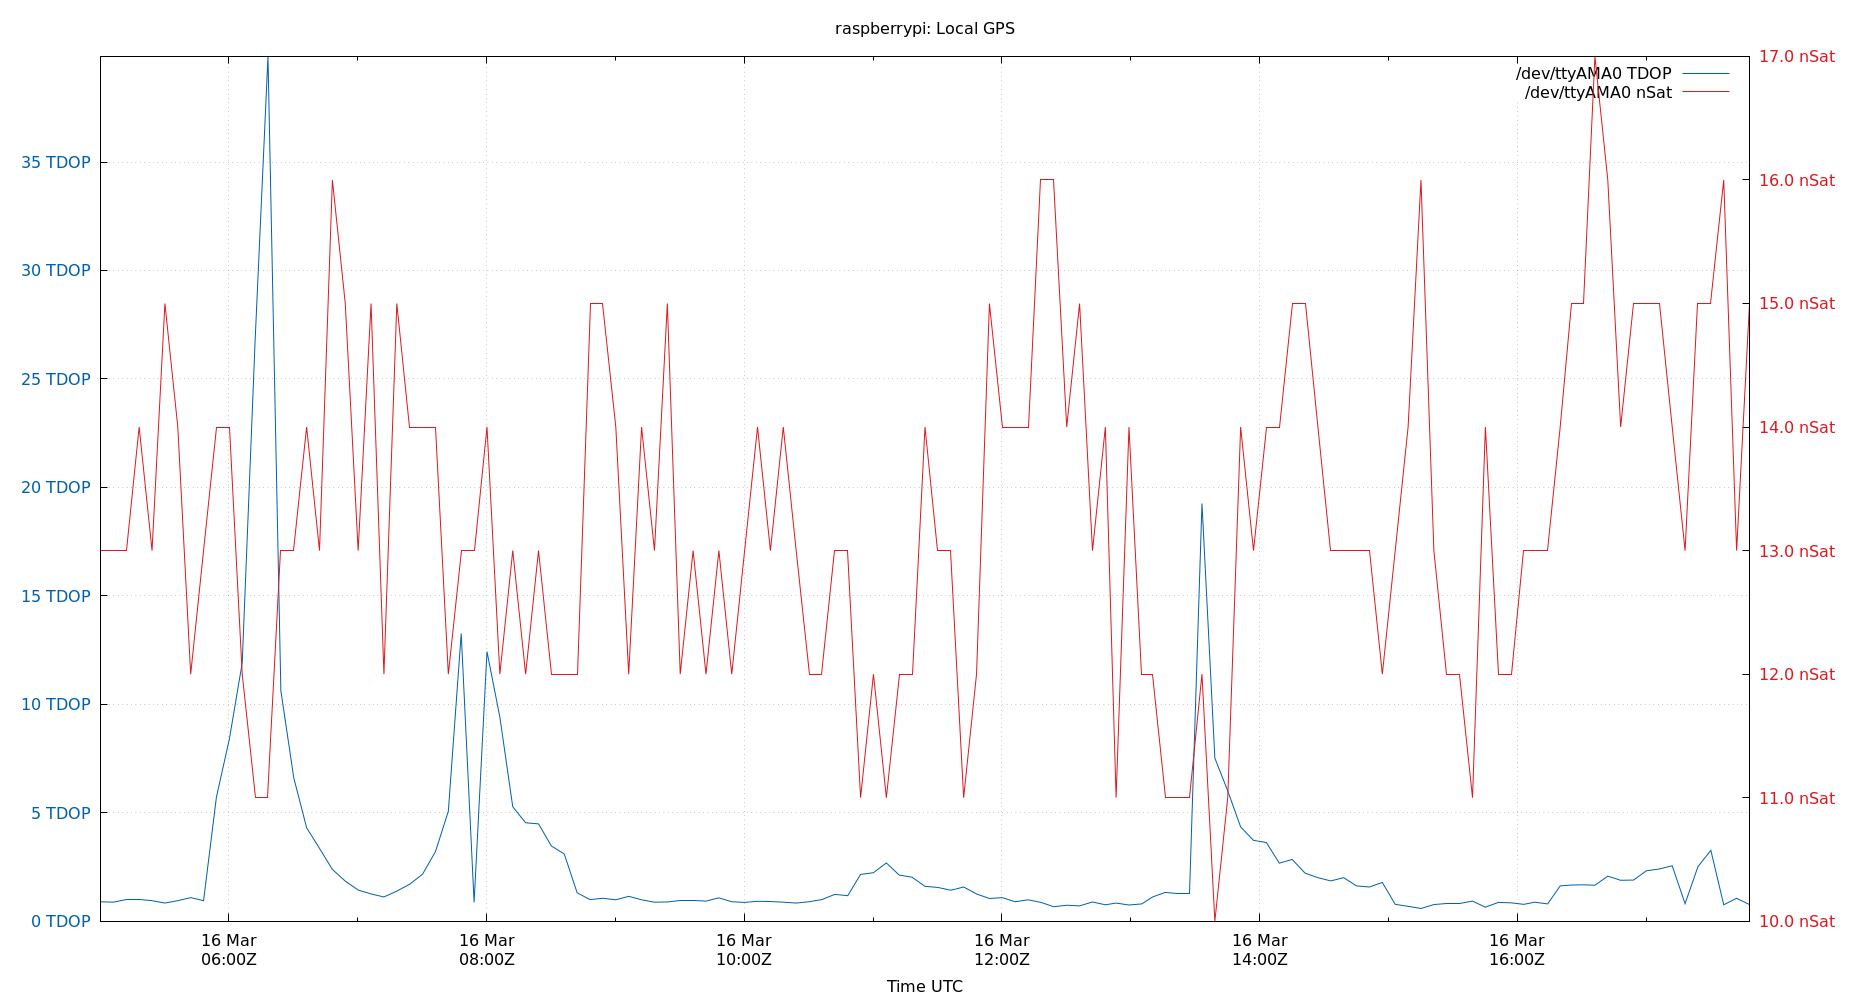 raspberrypi: Local GPS
/dev/ttyAMA0 TDOP
/dev/ttyAMA0 nSat
35 TDOP
30 TDOP
25 TDOP
20 TDOP
15 TDOP
10 TDOP
5 TDOP
0 TDOP
17.0 nSat
16.0 nSat
15.0 nSat
14.0 nSat
13.0 nSat
12.0 nSat
11.0 nSat
10.0 nSat
16 Mar
06:00Z
16 Mar
08:00Z
16 Mar
10:00Z
16 Mar
12:00Z
16 Mar
14:00Z
16 Mar
16:00Z
Time UTC